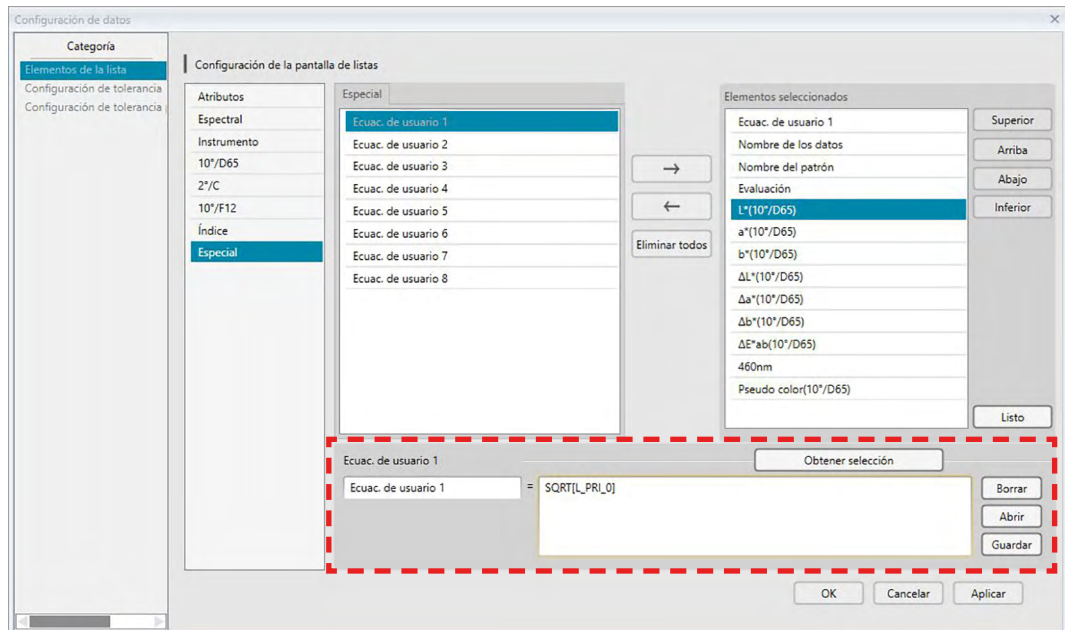 Configuración de datos
Categoría
Elementos de la lista
Configuración de tolerancia
Configuración de tolerancia
Configuración de la pantalla de listas
Atributos
Espectral
Instrumento
10°/D65
2°/C
10°/F12
Índice
Especial
Especial
Ecuac. de usuario 1
Ecuac. de usuario 2
Ecuac. de usuario 3
Ecuac. de usuario 4
Ecuac. de usuario 5
Ecuac. de usuario 6
Ecuac. de usuario 7
Ecuac. de usuario 8
→
←
Eliminar todos
Elementos seleccionados
Ecuac. de usuario 1
Nombre de los datos
Nombre del patrón
Evaluación
L*(10°/D65)
a*(10°/D65)
b*(10°/D65)
ΔL*(10°/D65)
Δa*(10°/D65)
Δb*(10°/D65)
ΔE*ab(10°/D65)
460nm
Pseudo color(10°/D65)
Superior
Arriba
Abajo
Inferior
Listo
Ecuac. de usuario 1
Obtener selección
Ecuac. de usuario 1 = SQRT[L_PRI_0]
Borrar
Abrir
Guardar
OK Cancelar Aplicar